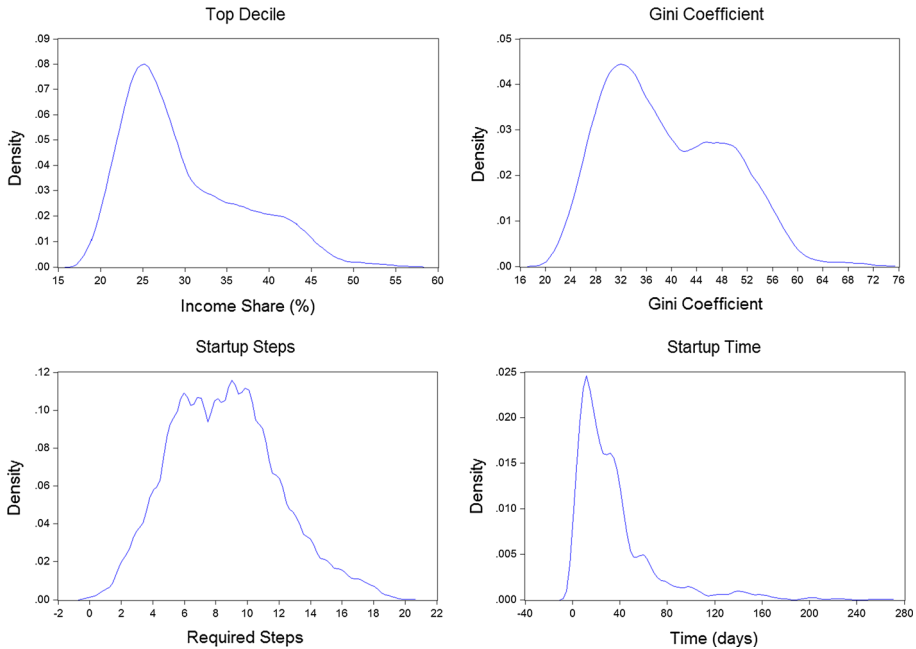 Top Decile
.09
.08
.07
.06
.05
.04
.03
.02
.01
.00
Density
15 20 25 30 35 40 45 50 55 60
Income Share (%)
Gini Coefficient
.05
.04
.03
.02
.01
.00
Density
16 20 24 28 32 36 40 44 48 52 56 60 64 68 72 76
Gini Coefficient
Startup Steps
.12
.10
.08
.06
.04
.02
.00
Density
-2 0 2 4 6 8 10 12 14 16 18 20 22
Required Steps
Startup Time
.025
.020
.015
.010
.005
.000
Density
-40 0 40 80 120 160 200 240 280
Time (days)